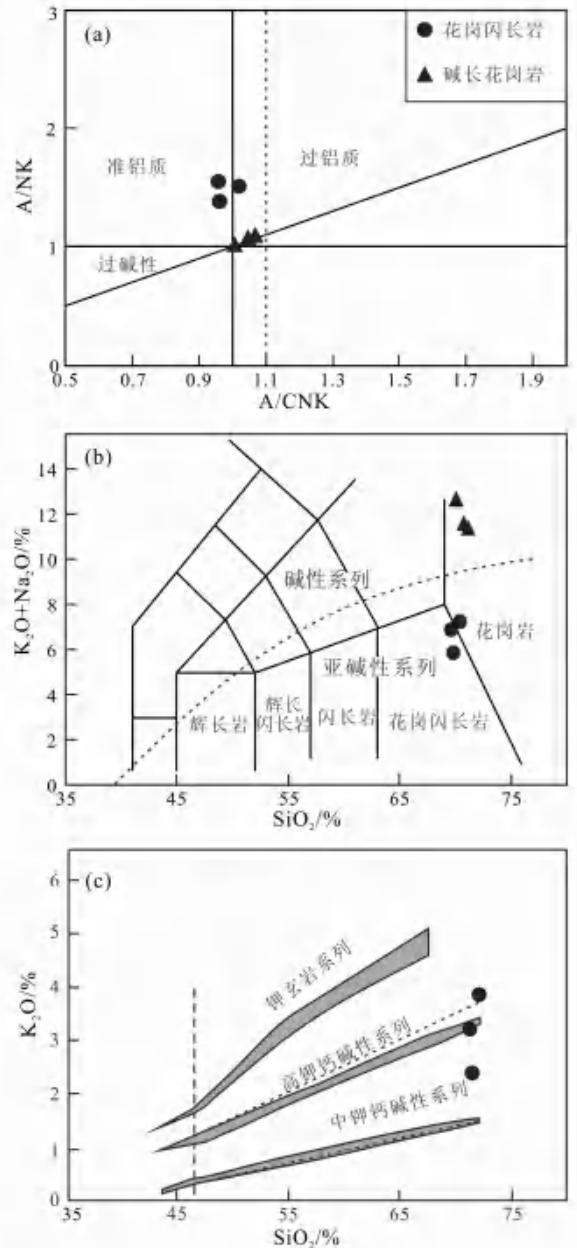 (a)
● 花岗闪长岩
▲ 碱长花岗岩
准铝质
过铝质
过碱性
A/NK
3
2
1
0
0.5 0.7 0.9 1.1 1.3 1.5 1.7 1.9
A/CNK
(b)
碱性系列
亚碱性系列
花岗岩
辉长岩
辉长
闪长岩
闪长岩
花岗闪长岩
K₂O+Na₂O/%
14
12
10
8
6
4
2
0
35 45 55 65 75
SiO₂/%
(c)
钾玄岩系列
高钾钙碱性系列
中钾钙碱性系列
K₂O/%
6
5
4
3
2
1
0
35 45 55 65 75
SiO₂/%